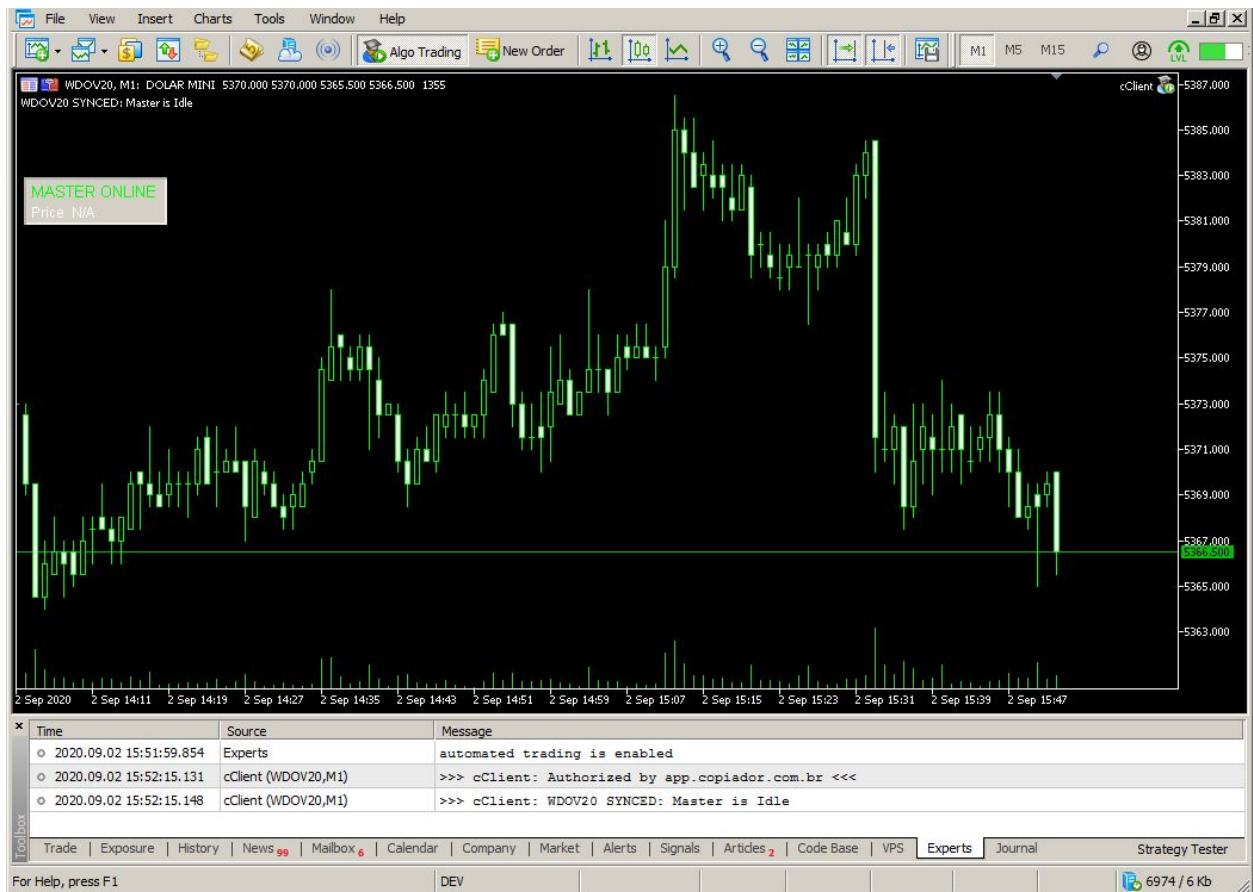 File View Insert Charts Tools Window Help
Algo Trading New Order M1 M5 M15 LVL
WDOV20, M1: DOLAR MINI 5370.000 5370.000 5365.500 5366.500 1355
cClient
WDOV20 SYNCED: Master is Idle
MASTER ONLINE
Price N/A
5387.000
5385.000
5383.000
5381.000
5379.000
5377.000
5375.000
5373.000
5371.000
5369.000
5367.000
5366.500
5365.000
5363.000
2 Sep 2020 2 Sep 14:11 2 Sep 14:19 2 Sep 14:27 2 Sep 14:35 2 Sep 14:43 2 Sep 14:51 2 Sep 14:59 2 Sep 15:07 2 Sep 15:15 2 Sep 15:23 2 Sep 15:31 2 Sep 15:39 2 Sep 15:47
Time Source Message
2020.09.02 15:51:59.854 Experts automated trading is enabled
2020.09.02 15:52:15.131 cClient (WDOV20,M1) >>> cClient: Authorized by app.copiador.com.br <<<
2020.09.02 15:52:15.148 cClient (WDOV20,M1) >>> cClient: WDOV20 SYNCED: Master is Idle
Toolbox
Trade | Exposure | History | News 99 | Mailbox 6 | Calendar | Company | Market | Alerts | Signals | Articles 2 | Code Base | VPS | Experts | Journal Strategy Tester
For Help, press F1 DEV 6974 / 6 Kb